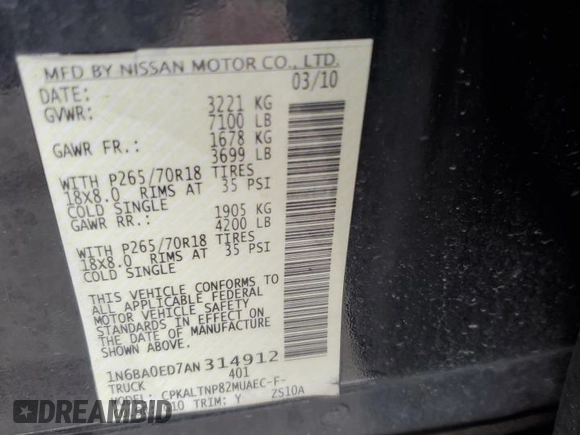 MFD BY NISSAN MOTOR CO., LTD.
DATE: 03/10
GVWR: 3221 KG
7100 LB
GAWR FR.: 1678 KG
3699 LB
WITH P265/70R18 TIRES
18X8.0 RIMS AT 35 PSI
COLD SINGLE
GAWR RR.: 1905 KG
4200 LB
WITH P265/70R18 TIRES
18X8.0 RIMS AT 35 PSI
COLD SINGLE
THIS VEHICLE CONFORMS TO
ALL APPLICABLE FEDERAL
MOTOR VEHICLE SAFETY
STANDARDS IN EFFECT ON
THE DATE OF MANUFACTURE
SHOWN ABOVE.
1N6BA0ED7AN314912
TRUCK 401
MODEL: CPKALTNP82MUAEC-F-
10 TRIM: Y ZS10A
DIRECT.CARS